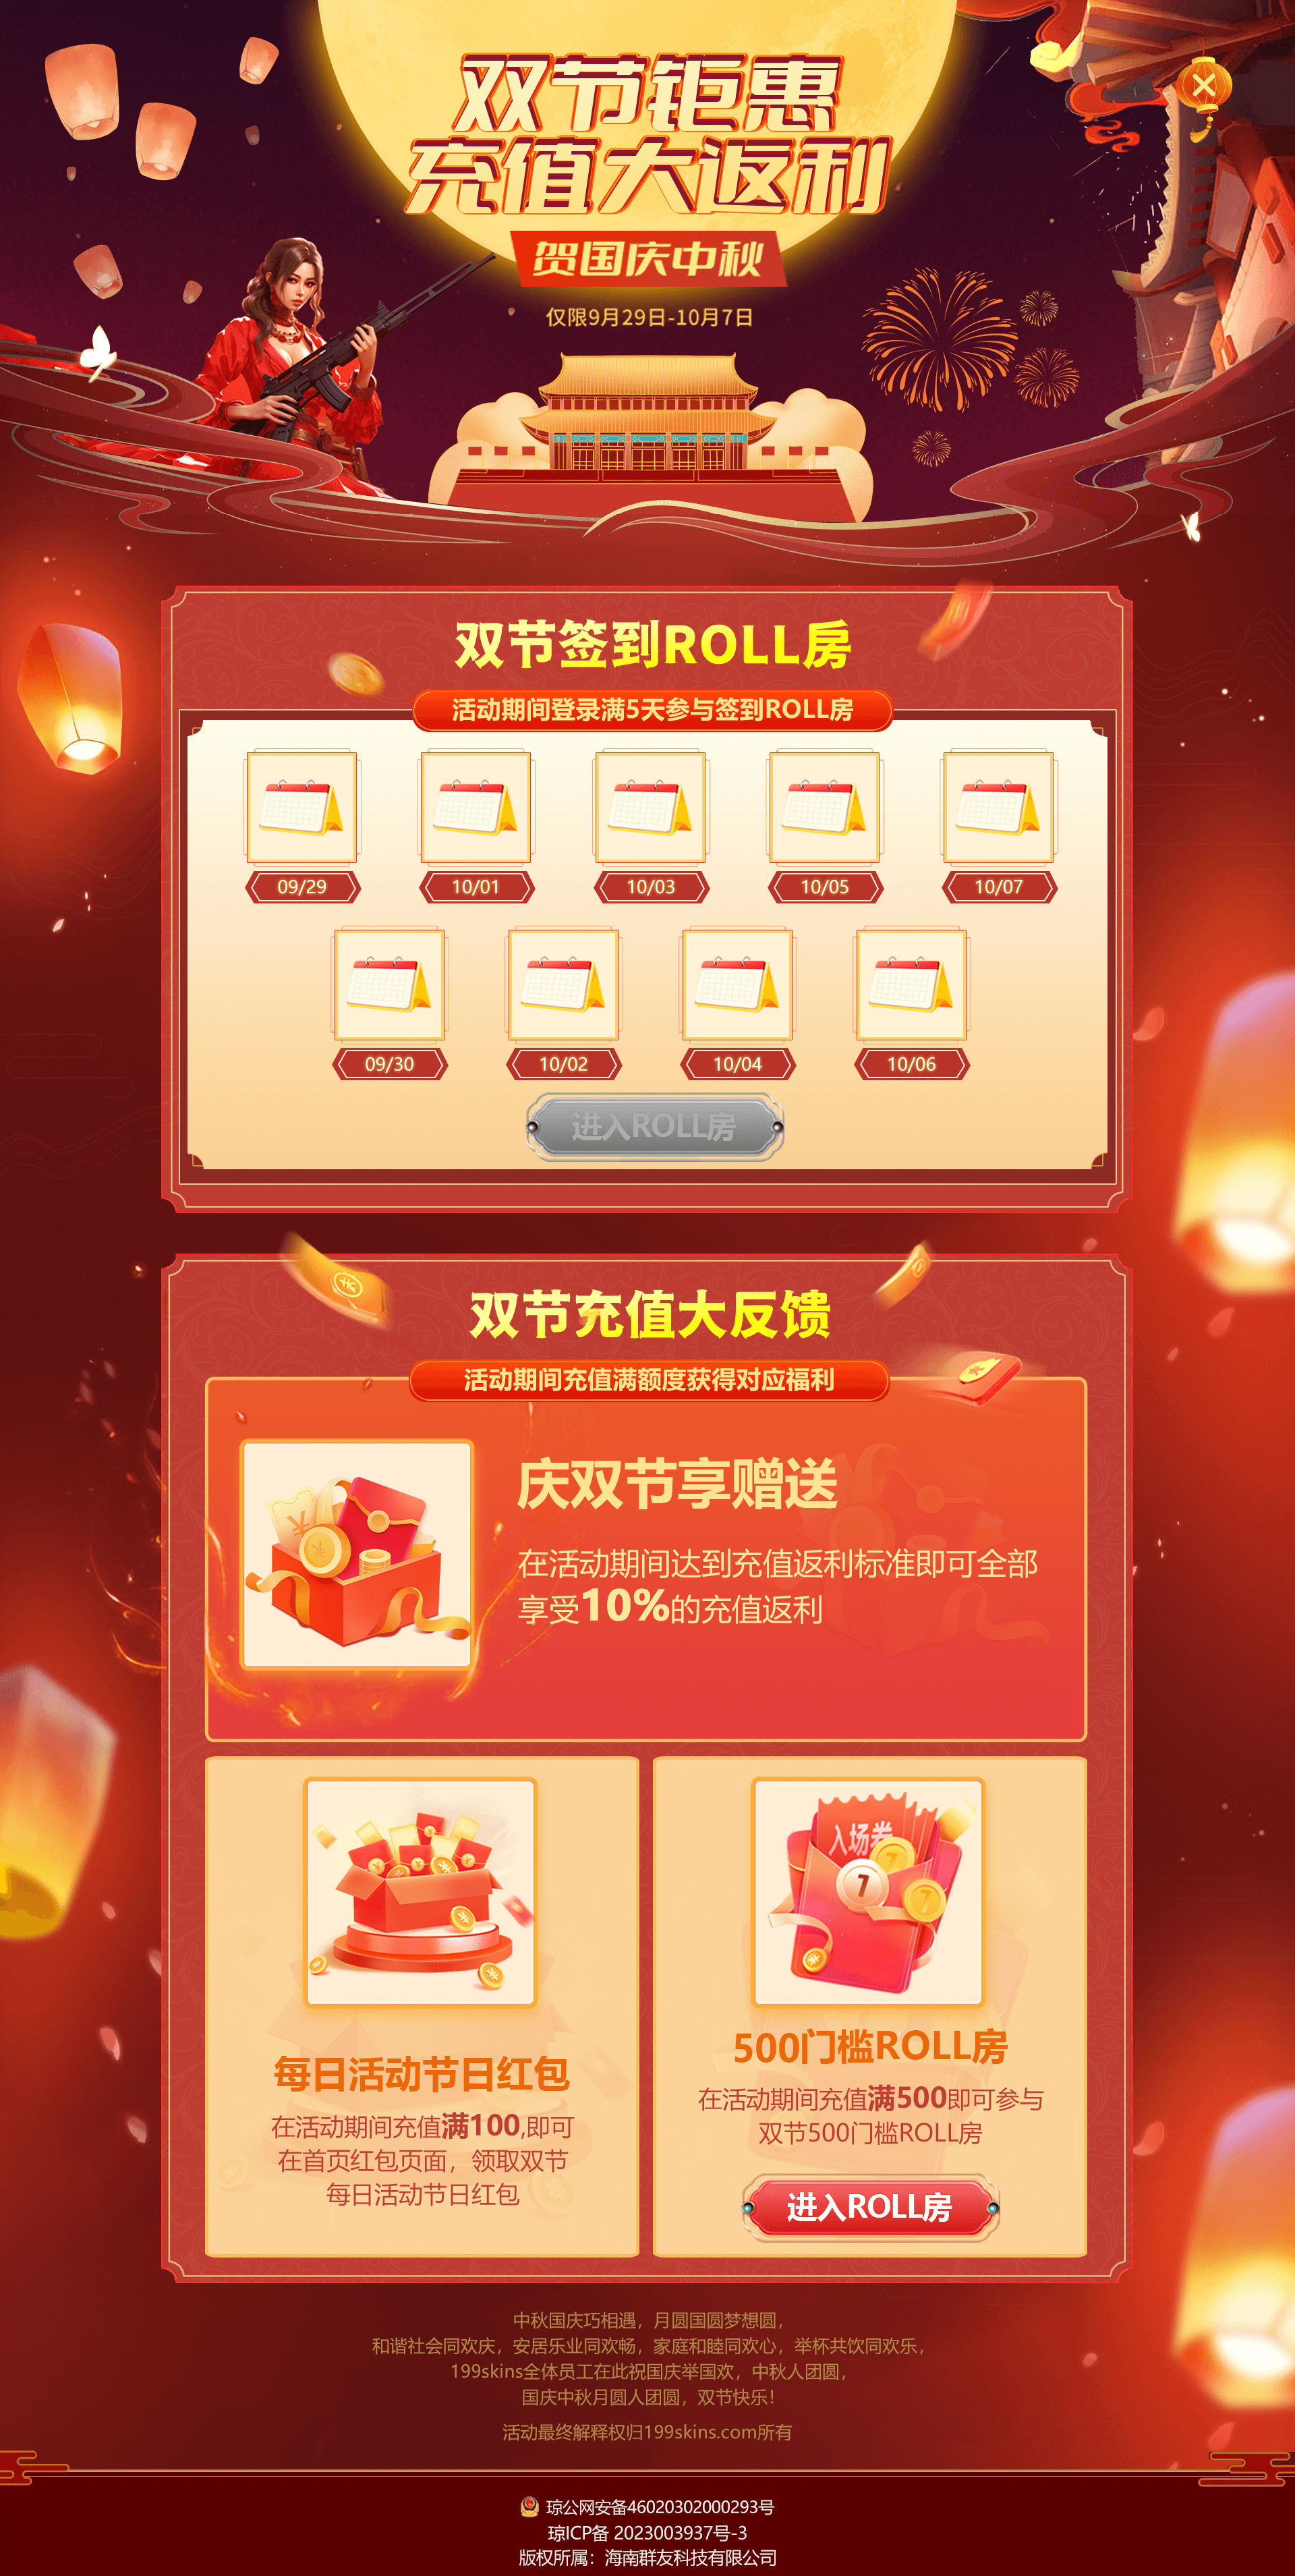 双节钜惠
充值大返利
贺国庆中秋
仅限9月29日-10月7日
双节签到ROLL房
活动期间登录满5天参与签到ROLL房
09/29
10/01
10/03
10/05
10/07
09/30
10/02
10/04
10/06
进入ROLL房
双节充值大反馈
活动期间充值满额度获得对应福利
庆双节享赠送
在活动期间达到充值返利标准即可全部
享受10%的充值返利
入场券
7
7
7
每日活动节日红包
在活动期间充值满100,即可
在首页红包页面，领取双节
每日活动节日红包
500门槛ROLL房
在活动期间充值满500即可参与
双节500门槛ROLL房
进入ROLL房
中秋国庆巧相遇，月圆国圆梦想圆，
和谐社会同欢庆，安居乐业同欢畅，家庭和睦同欢心，举杯共饮同欢乐，
199skins全体员工在此祝国庆举国欢，中秋人团圆，
国庆中秋月圆人团圆，双节快乐！
活动最终解释权归199skins.com所有
琼公网安备46020302000293号
琼ICP备 2023003937号-3
版权所属：海南群友科技有限公司